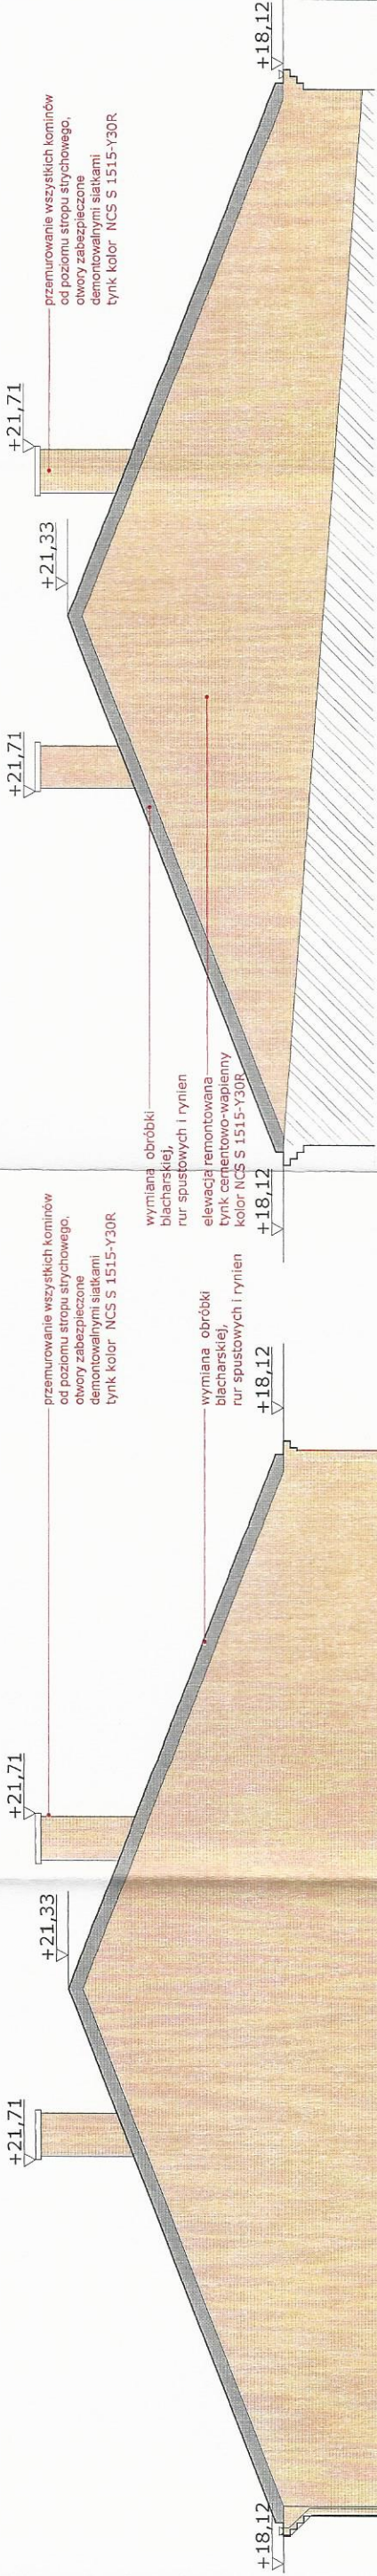 +21,71
+21,33
+21,71
+18,12
+18,12
przemurowanie wszystkich kominów
od poziomu stropu strychowego,
otwory zabezpieczone
demontowalnymi siatkami
tynk kolor NCS S 1515-Y30R
wymiana obróbki
blacharskiej,
rur spustowych i rynien
+21,71
+21,33
+21,71
+18,12
+18,12
przemurowanie wszystkich kominów
od poziomu stropu strychowego,
otwory zabezpieczone
demontowalnymi siatkami
tynk kolor NCS S 1515-Y30R
wymiana obróbki
blacharskiej,
rur spustowych i rynien
elewacja remontowana
tynk cementowo-wapienny
kolor NCS S 1515-Y30R